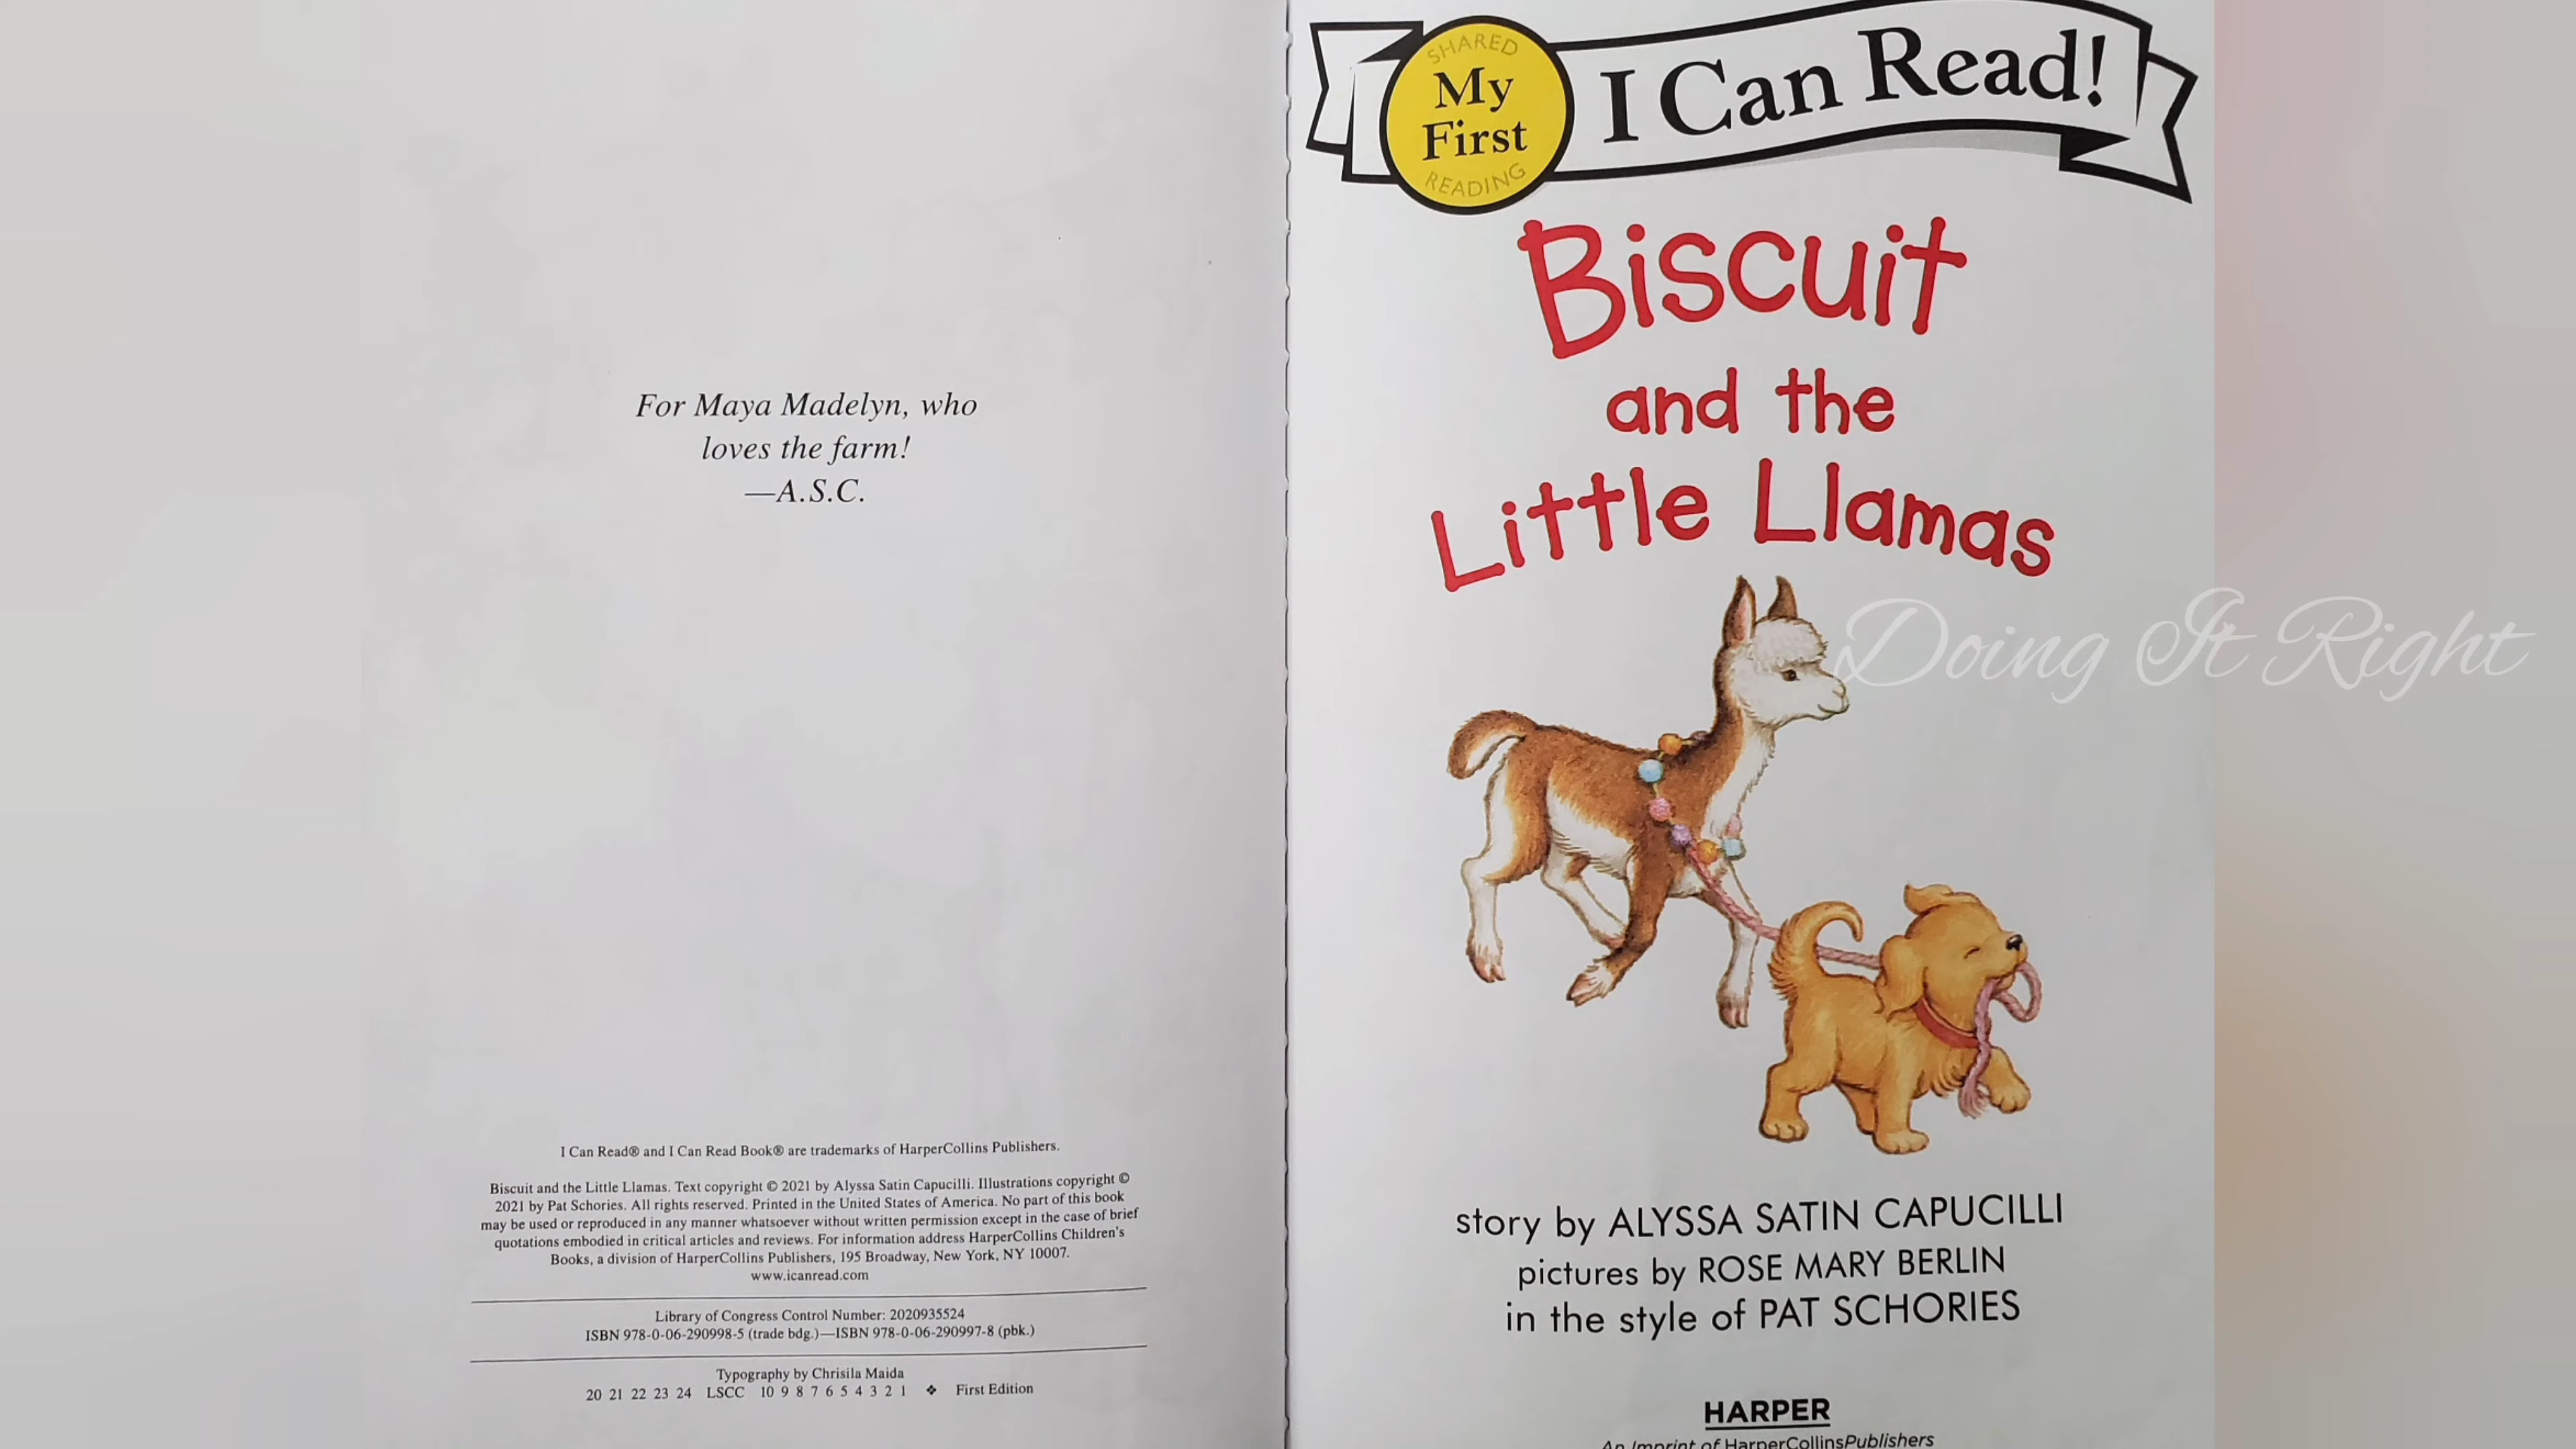 For Maya Madelyn, who
loves the farm!
—A.S.C.
I Can Read® and I Can Read Book® are trademarks of HarperCollins Publishers.
Biscuit and the Little Llamas. Text copyright © 2021 by Alyssa Satin Capucilli. Illustrations copyright ©
2021 by Pat Schories. All rights reserved. Printed in the United States of America. No part of this book
may be used or reproduced in any manner whatsoever without written permission except in the case of brief
quotations embodied in critical articles and reviews. For information address HarperCollins Children's
Books, a division of HarperCollins Publishers, 195 Broadway, New York, NY 10007.
www.icanread.com
Library of Congress Control Number: 2020935524
ISBN 978-0-06-290998-5 (trade bdg.)—ISBN 978-0-06-290997-8 (pbk.)
Typography by Chrisila Maida
20 21 22 23 24 LSCC 10 9 8 7 6 5 4 3 2 1 ❖ First Edition
SHARED
My
First
READING
I Can Read!
Biscuit
and the
Little Llamas
Doing It Right
story by ALYSSA SATIN CAPUCILLI
pictures by ROSE MARY BERLIN
in the style of PAT SCHORIES
HARPER
An Imprint of HarperCollinsPublishers